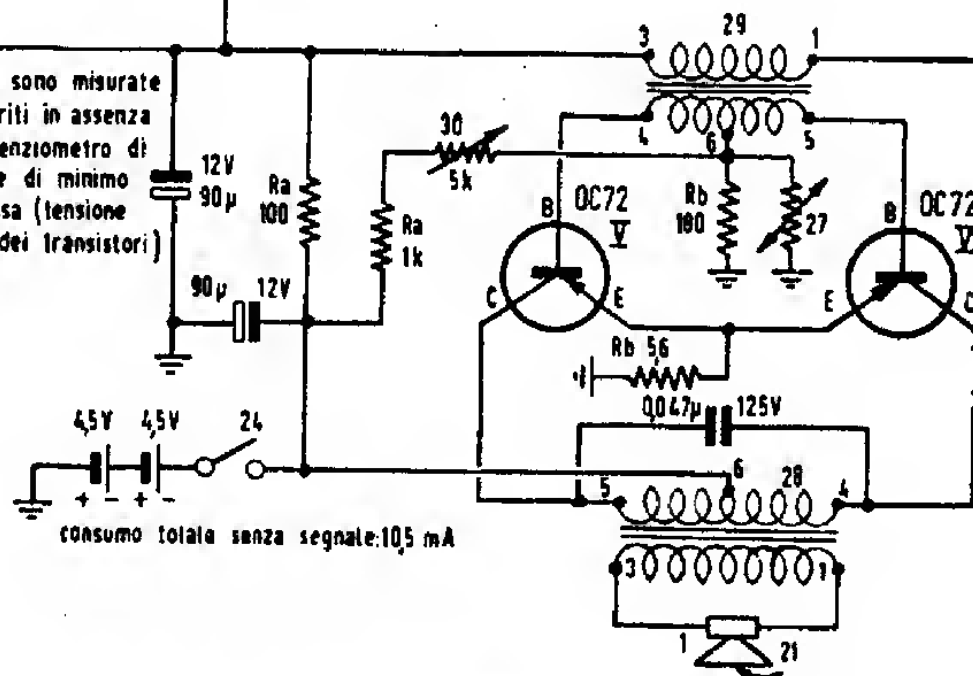 3
29
1
sono misurate
riti in assenza
enziometro di
e di minimo
sa (tensione
dei transistori)
12V
90µ
Ra
100
30
5k
4
6
5
Ra
1k
B
OC72
V
Rb
180
27
B
OC72
V
90µ
12V
C
E
E
C
Rb 56
0,047µ
125V
4,5V
4,5V
24
+ -
+ -
5
6
28
4
consumo totale senza segnale:10,5 mA
3
1
1
21